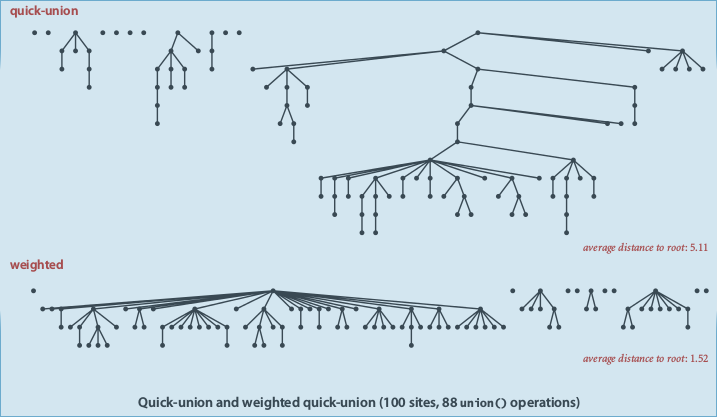 quick-union
average distance to root: 5.11
weighted
average distance to root: 1.52
Quick-union and weighted quick-union (100 sites, 88 union() operations)